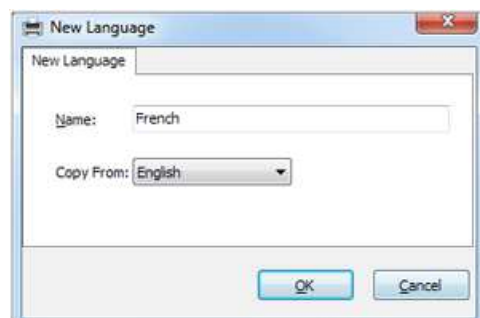 New Language
New Language
Name: French
Copy From: English
OK Cancel